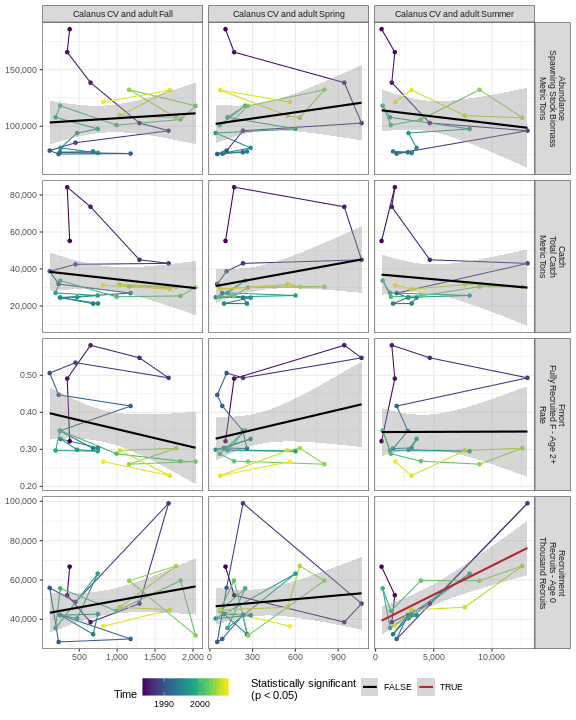 Calanus CV and adult Fall
Calanus CV and adult Spring
Calanus CV and adult Summer
150,000
100,000
Abundance
Spawning Stock Biomass
Metric Tons
80,000
60,000
40,000
20,000
Catch
Total Catch
Metric Tons
0.50
0.40
0.30
0.20
Fmort
Fully Recruited F - Age 2+
Rate
100,000
80,000
60,000
40,000
Recruitment
Recruits - Age 0
Thousand Recruits
500 1,000 1,500 2,000
0 300 600 900
0 5,000 10,000
Time
1990 2000
Statistically significant
(p < 0.05)
FALSE
TRUE